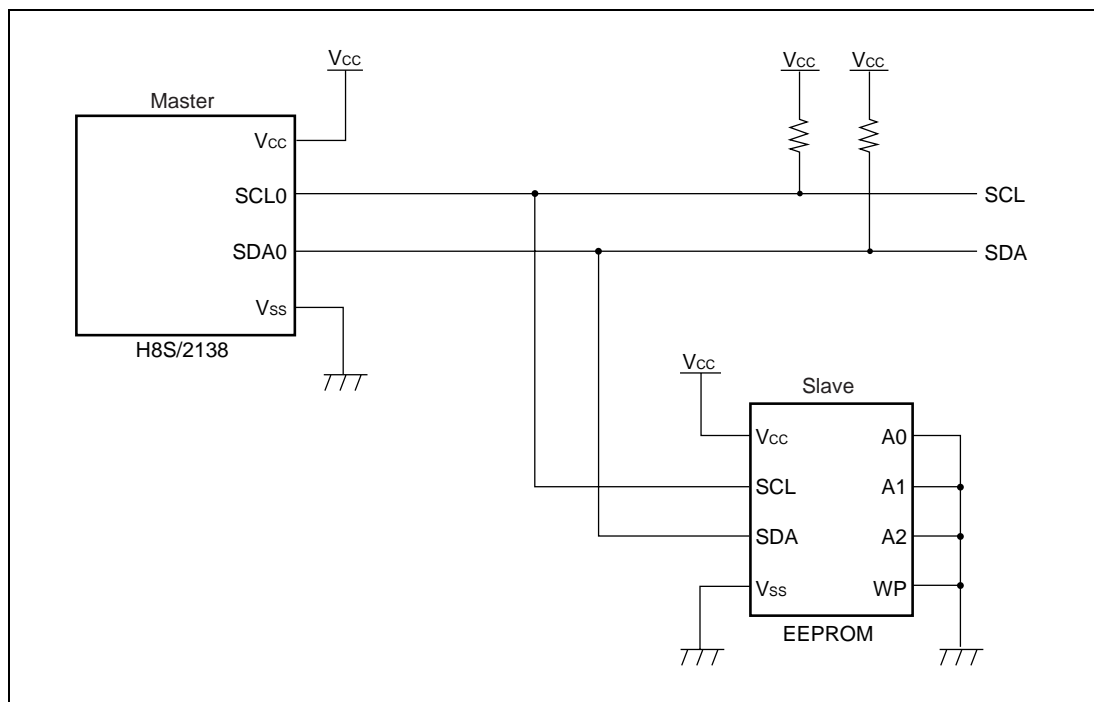 Vcc
Vcc Vcc
Master
Vcc
SCL0
SCL
SDA0
SDA
Vss
H8S/2138
Vcc
Slave
Vcc A0
SCL A1
SDA A2
Vss WP
EEPROM